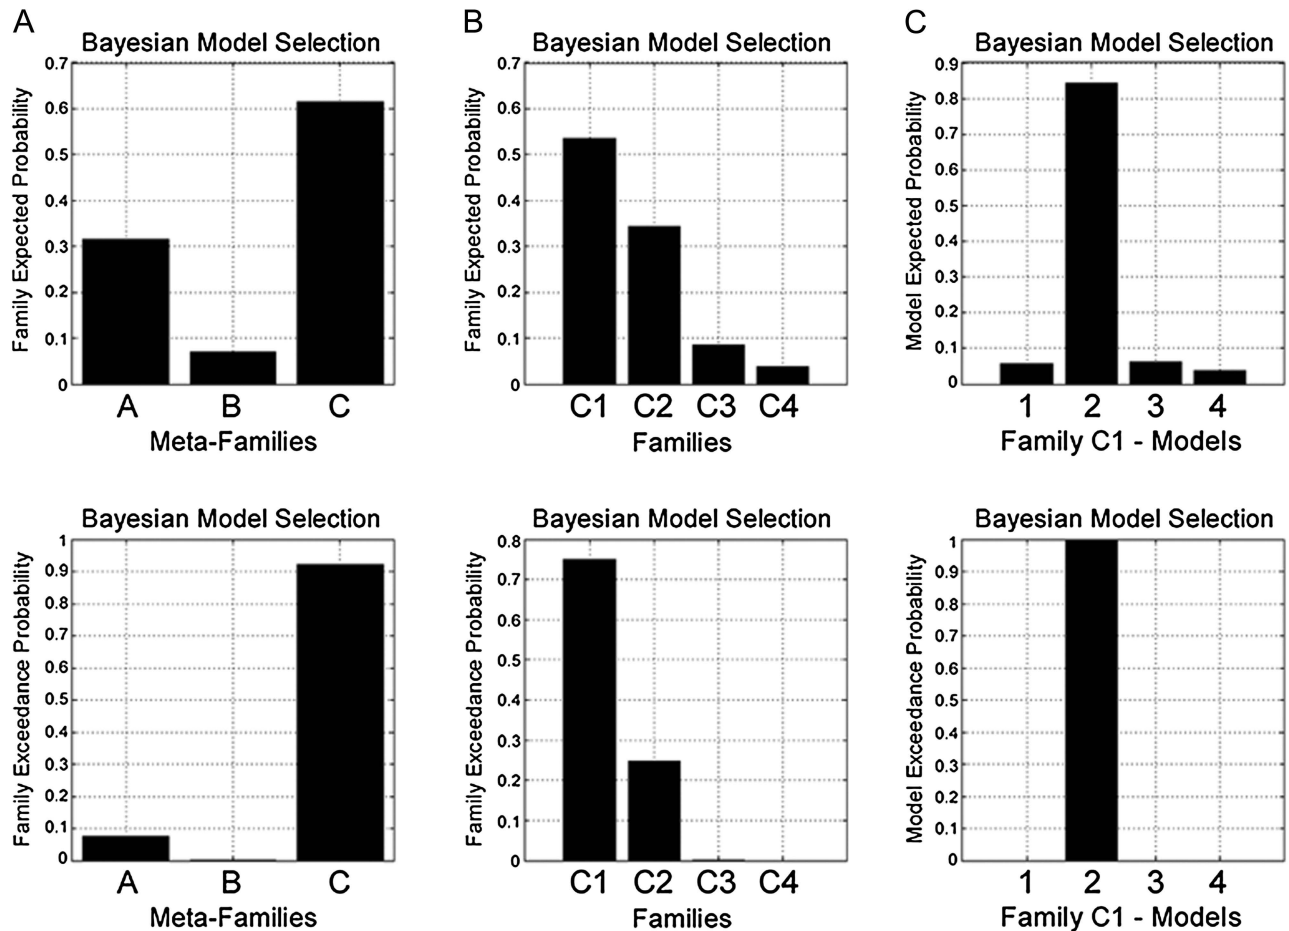 A
Bayesian Model Selection
Family Expected Probability
0.7
0.6
0.5
0.4
0.3
0.2
0.1
0
A B C
Meta-Families
B
Bayesian Model Selection
Family Expected Probability
0.7
0.6
0.5
0.4
0.3
0.2
0.1
0
C1 C2 C3 C4
Families
C
Bayesian Model Selection
Model Expected Probability
0.9
0.8
0.7
0.6
0.5
0.4
0.3
0.2
0.1
0
1 2 3 4
Family C1 - Models
Bayesian Model Selection
Family Exceedance Probability
1
0.9
0.8
0.7
0.6
0.5
0.4
0.3
0.2
0.1
0
A B C
Meta-Families
Bayesian Model Selection
Family Exceedance Probability
0.8
0.7
0.6
0.5
0.4
0.3
0.2
0.1
0
C1 C2 C3 C4
Families
Bayesian Model Selection
Model Exceedance Probability
1
0.9
0.8
0.7
0.6
0.5
0.4
0.3
0.2
0.1
0
1 2 3 4
Family C1 - Models